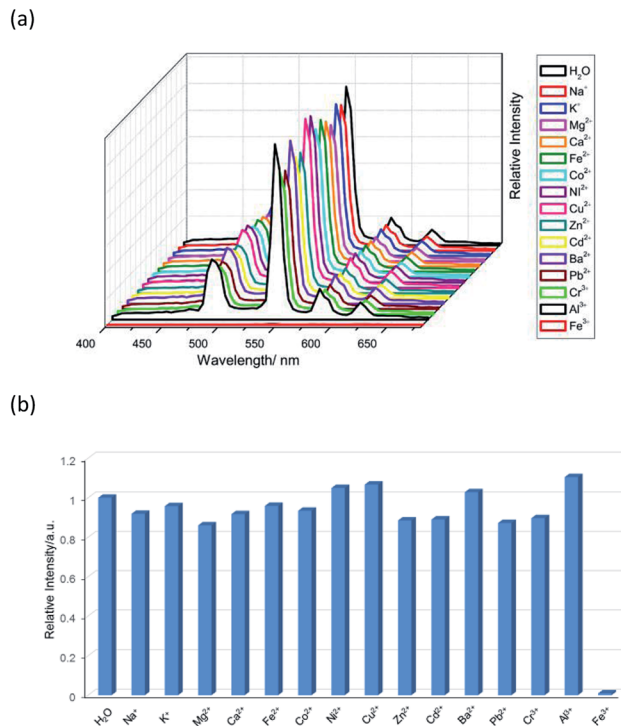 (a)
Relative Intensity
400
450
500
550
600
650
Wavelength/ nm
H₂O
Na⁺
K⁺
Mg²⁺
Ca²⁺
Fe²⁺
Co²⁺
NI²⁺
Cu²⁺
Zn²⁺
Cd²⁺
Ba²⁺
Pb²⁺
Cr³⁺
Al³⁺
Fe³⁺
(b)
Relative Intensity/a.u.
1.2
1
0.8
0.6
0.4
0.2
0
H₂O Na⁺ K⁺ Mg²⁺ Ca²⁺ Fe²⁺ Co²⁺ Ni²⁺ Cu²⁺ Zn²⁺ Cd²⁺ Ba²⁺ Pb²⁺ Cr³⁺ Al³⁺ Fe³⁺